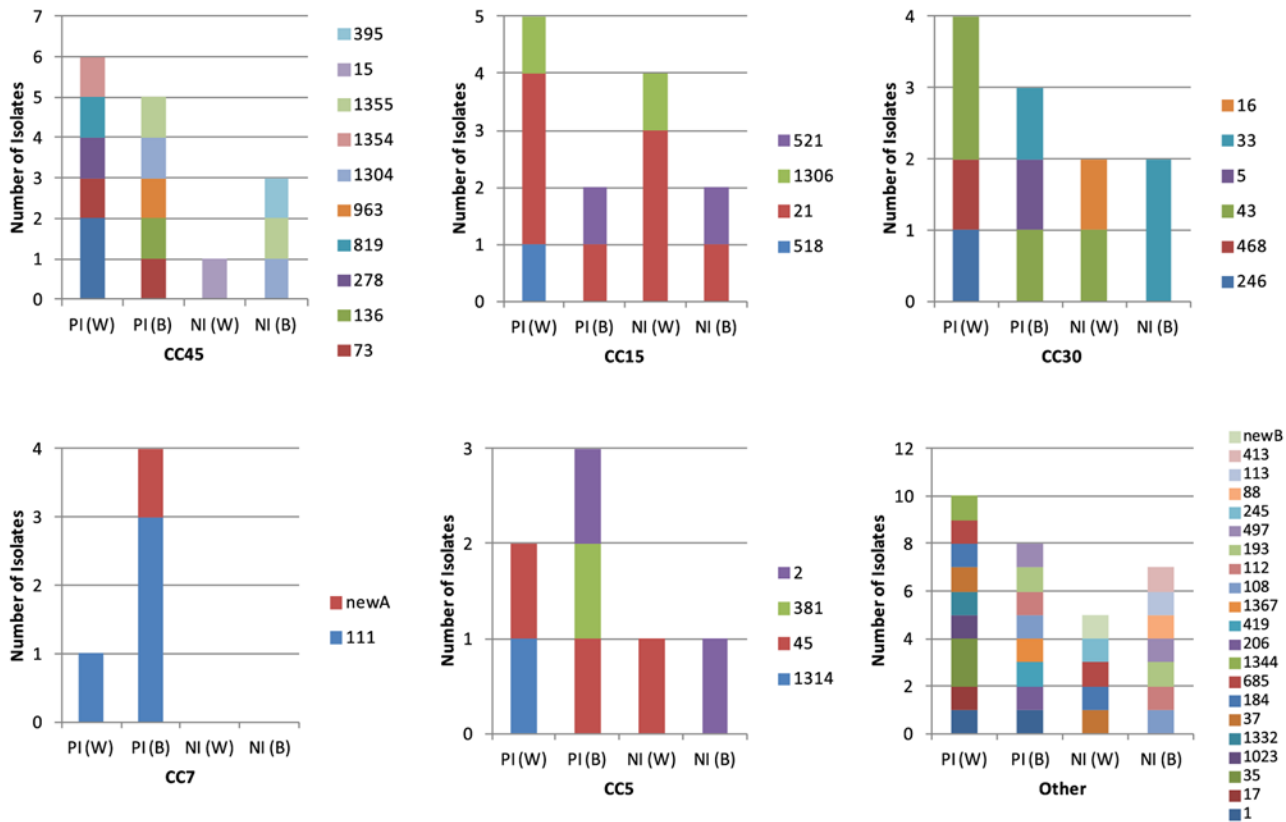 Number of Isolates
7
6
5
4
3
2
1
0
PI (W)
PI (B)
NI (W)
NI (B)
CC45
395
15
1355
1354
1304
963
819
278
136
73
Number of Isolates
5
4
3
2
1
0
PI (W)
PI (B)
NI (W)
NI (B)
CC15
521
1306
21
518
Number of Isolates
4
3
2
1
0
PI (W)
PI (B)
NI (W)
NI (B)
CC30
16
33
5
43
468
246
Number of Isolates
4
3
2
1
0
PI (W)
PI (B)
NI (W)
NI (B)
CC7
newA
111
Number of Isolates
3
2
1
0
PI (W)
PI (B)
NI (W)
NI (B)
CC5
2
381
45
1314
Number of Isolates
12
10
8
6
4
2
0
PI (W)
PI (B)
NI (W)
NI (B)
Other
newB
413
113
88
245
497
193
112
108
1367
419
206
1344
685
184
37
1332
1023
35
17
1